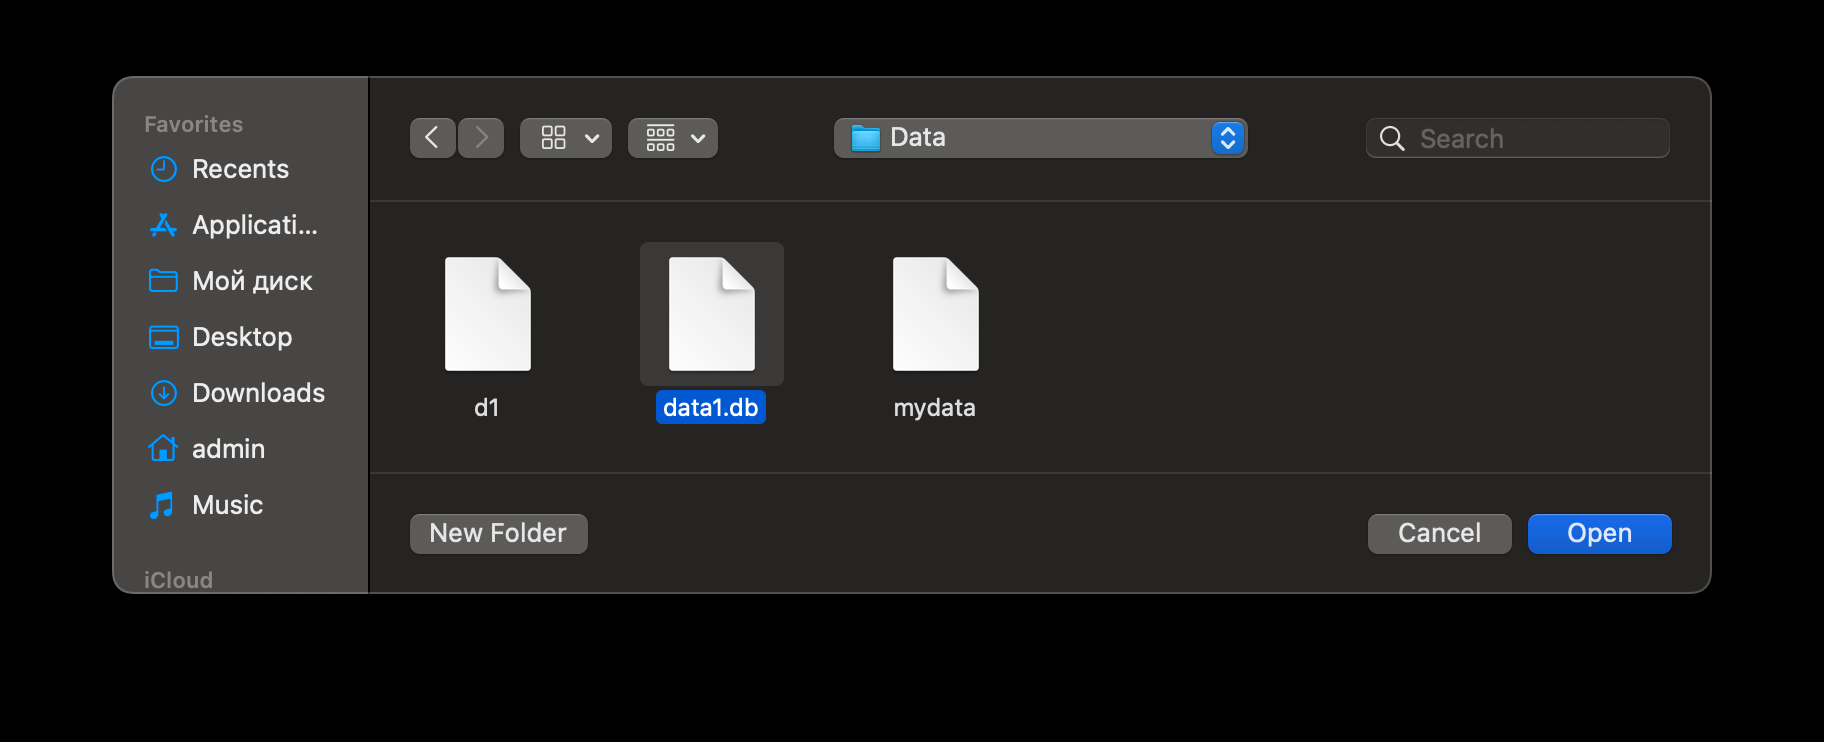 Favorites
Recents
Applicati...
Мой диск
Desktop
Downloads
admin
Music
iCloud
Data
Search
d1
data1.db
mydata
New Folder
Cancel
Open